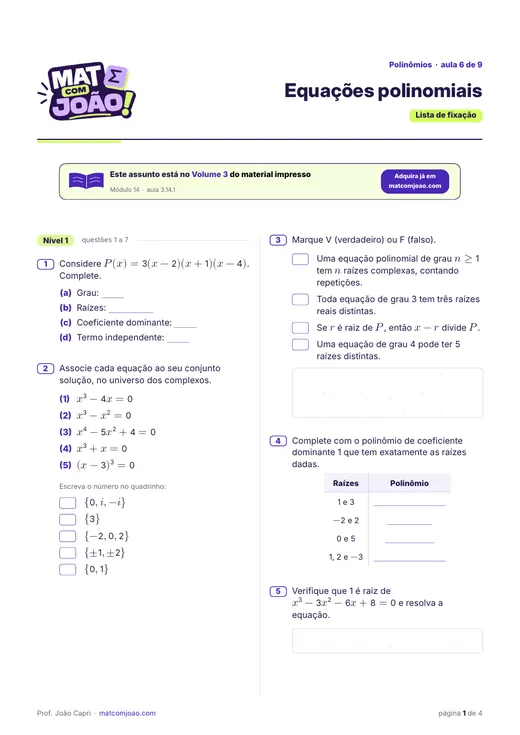 MAT Σ
COM
JOÃO!
Polinômios · aula 6 de 9
Equações polinomiais
Lista de fixação
Este assunto está no Volume 3 do material impresso
Módulo 14 · aula 3.14.1
Adquira já em
matcomjoao.com
Nível 1 questões 1 a 7
1 Considere P(x) = 3(x − 2)(x + 1)(x − 4).
Complete.
(a) Grau: ____
(b) Raízes: ________
(c) Coeficiente dominante: ____
(d) Termo independente: ____
2 Associe cada equação ao seu conjunto
solução, no universo dos complexos.
(1) x³ − 4x = 0
(2) x³ − x² = 0
(3) x⁴ − 5x² + 4 = 0
(4) x³ + x = 0
(5) (x − 3)³ = 0
Escreva o número no quadrinho:
{0, i, −i}
{3}
{−2, 0, 2}
{±1, ±2}
{0, 1}
3 Marque V (verdadeiro) ou F (falso).
Uma equação polinomial de grau n ≥ 1
tem n raízes complexas, contando
repetições.
Toda equação de grau 3 tem três raízes
reais distintas.
Se r é raiz de P, então x − r divide P.
Uma equação de grau 4 pode ter 5
raízes distintas.
4 Complete com o polinômio de coeficiente
dominante 1 que tem exatamente as raízes
dadas.
Raízes Polinômio
1 e 3
−2 e 2
0 e 5
1, 2 e −3
5 Verifique que 1 é raiz de
x³ − 3x² − 6x + 8 = 0 e resolva a
equação.
Prof. João Capri · matcomjoao.com
página 1 de 4